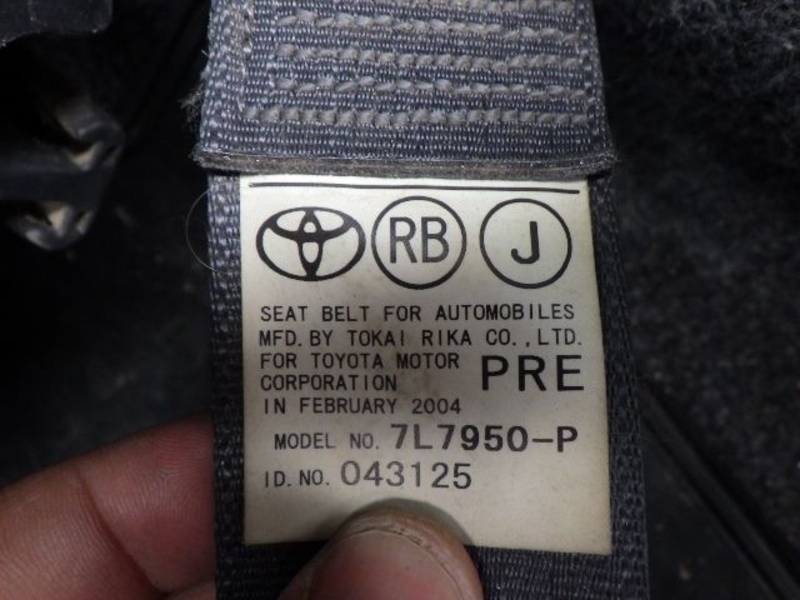 RB J
SEAT BELT FOR AUTOMOBILES
MFD. BY TOKAI RIKA CO., LTD.
FOR TOYOTA MOTOR
CORPORATION PRE
IN FEBRUARY 2004
MODEL NO. 7L7950-P
ID. NO. 043125